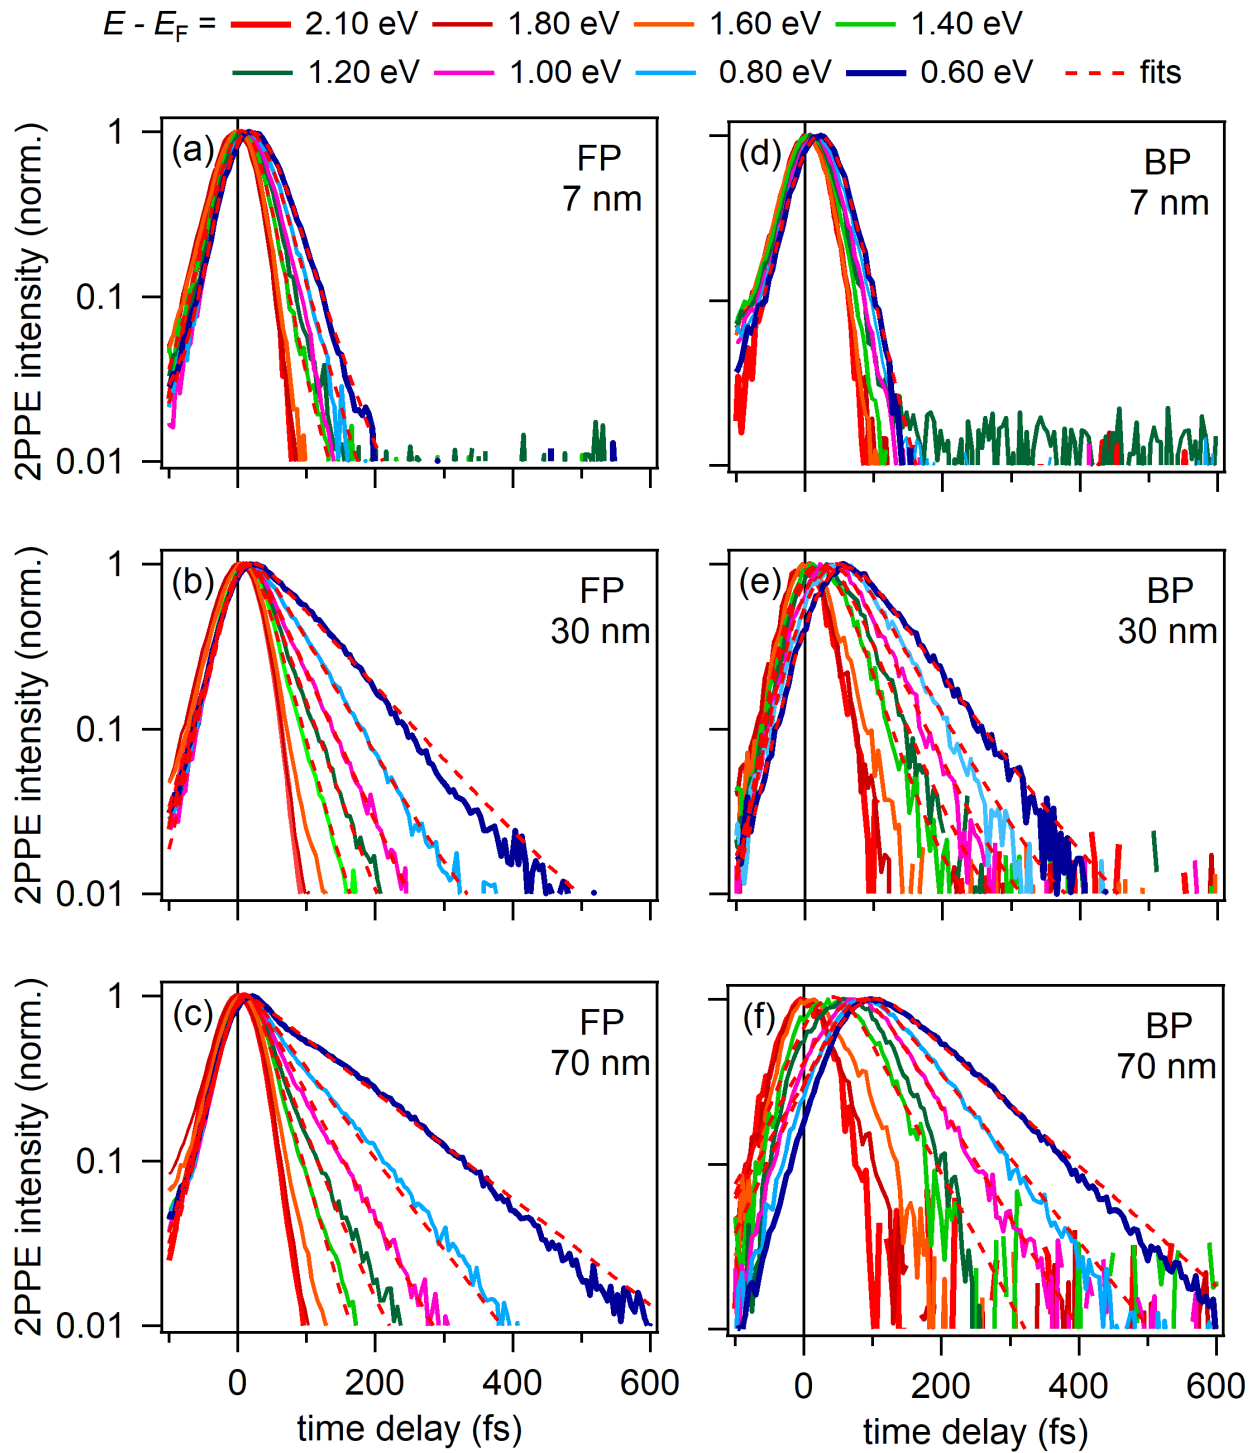 E - EF = 2.10 eV 1.80 eV 1.60 eV 1.40 eV
1.20 eV 1.00 eV 0.80 eV 0.60 eV fits
2PPE intensity (norm.)
1
0.1
0.01
(a)
FP
7 nm
(d)
BP
7 nm
2PPE intensity (norm.)
1
0.1
0.01
(b)
FP
30 nm
(e)
BP
30 nm
2PPE intensity (norm.)
1
0.1
0.01
(c)
FP
70 nm
(f)
BP
70 nm
0 200 400 600
time delay (fs)
0 200 400 600
time delay (fs)